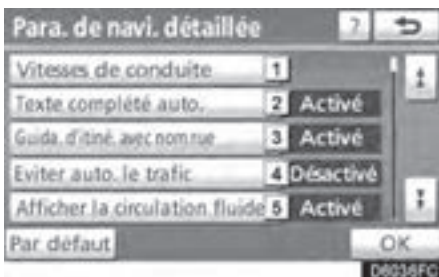 Para. de navi. détaillée ?
Vitesses de conduite 1
Texte complété auto. 2 Activé
Guida. d'itiné. avec nom rue 3 Activé
Eviter auto. le trafic 4 Désactivé
Afficher la circulation fluide 5 Activé
Par défaut OK
D6036FC